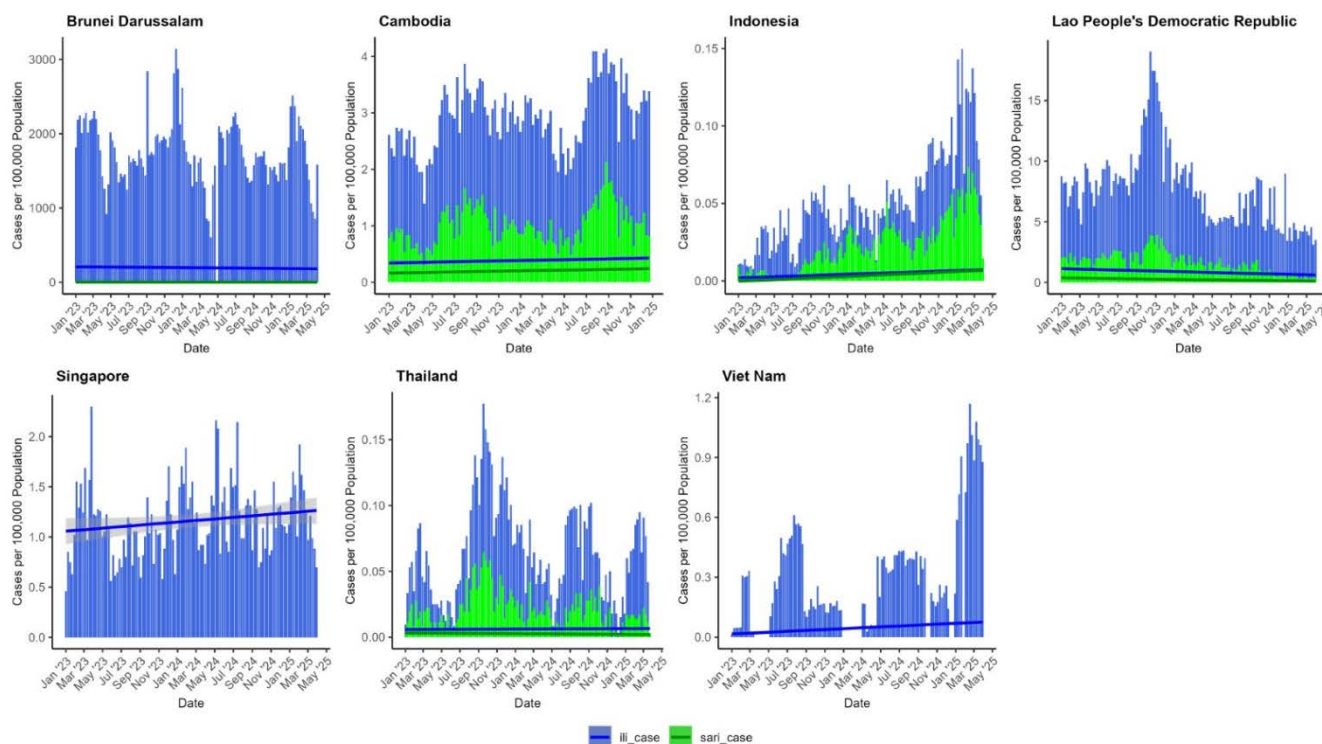 Brunei Darussalam
Cases per 100,000 Population
3000
2000
1000
0
Jan '23
Mar '23
May '23
Jul '23
Sep '23
Nov '23
Jan '24
Mar '24
May '24
Jul '24
Sep '24
Nov '24
Jan '25
Mar '25
May '25
Date
Cambodia
Cases per 100,000 Population
4
3
2
1
0
Jan '23
Mar '23
May '23
Jul '23
Sep '23
Nov '23
Jan '24
Mar '24
May '24
Jul '24
Sep '24
Nov '24
Jan '25
Date
Indonesia
Cases per 100,000 Population
0.15
0.10
0.05
0.00
Jan '23
Mar '23
May '23
Jul '23
Sep '23
Nov '23
Jan '24
Mar '24
May '24
Jul '24
Sep '24
Nov '24
Jan '25
Mar '25
May '25
Date
Lao People's Democratic Republic
Cases per 100,000 Population
15
10
5
0
Jan '23
Mar '23
May '23
Jul '23
Sep '23
Nov '23
Jan '24
Mar '24
May '24
Jul '24
Sep '24
Nov '24
Jan '25
Mar '25
Date
Singapore
Cases per 100,000 Population
2.0
1.5
1.0
0.5
0.0
Jan '23
Mar '23
May '23
Jul '23
Sep '23
Nov '23
Jan '24
Mar '24
May '24
Jul '24
Sep '24
Nov '24
Jan '25
Mar '25
May '25
Date
Thailand
Cases per 100,000 Population
0.15
0.10
0.05
0.00
Jan '23
Mar '23
May '23
Jul '23
Sep '23
Nov '23
Jan '24
Mar '24
May '24
Jul '24
Sep '24
Nov '24
Jan '25
Mar '25
May '25
Date
Viet Nam
Cases per 100,000 Population
1.2
0.9
0.6
0.3
0.0
Jan '23
Mar '23
May '23
Jul '23
Sep '23
Nov '23
Jan '24
Mar '24
May '24
Jul '24
Sep '24
Nov '24
Jan '25
Mar '25
May '25
Date
ili_case
sari_case